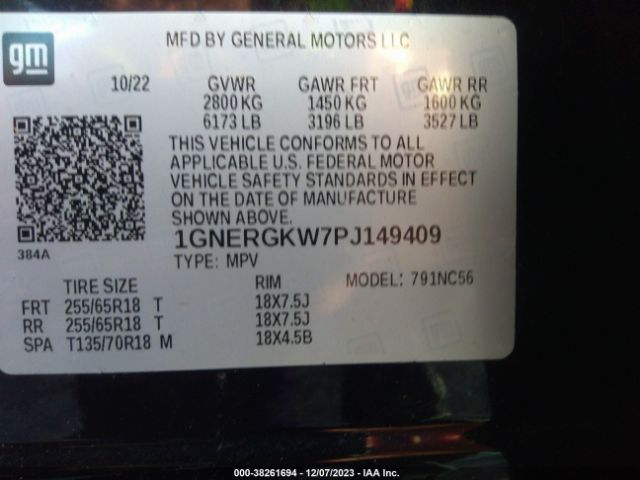 gm
MFD BY GENERAL MOTORS LLC
10/22 GVWR GAWR FRT GAWR RR
2800 KG 1450 KG 1600 KG
6173 LB 3196 LB 3527 LB
THIS VEHICLE CONFORMS TO ALL
APPLICABLE U.S. FEDERAL MOTOR
VEHICLE SAFETY STANDARDS IN EFFECT
ON THE DATE OF MANUFACTURE
SHOWN ABOVE.
1GNERGKW7PJ149409
384A
TYPE: MPV
TIRE SIZE RIM MODEL: 791NC56
FRT 255/65R18 T 18X7.5J
RR 255/65R18 T 18X7.5J
SPA T135/70R18 M 18X4.5B
000-38261694 - 12/07/2023 - IAA Inc.